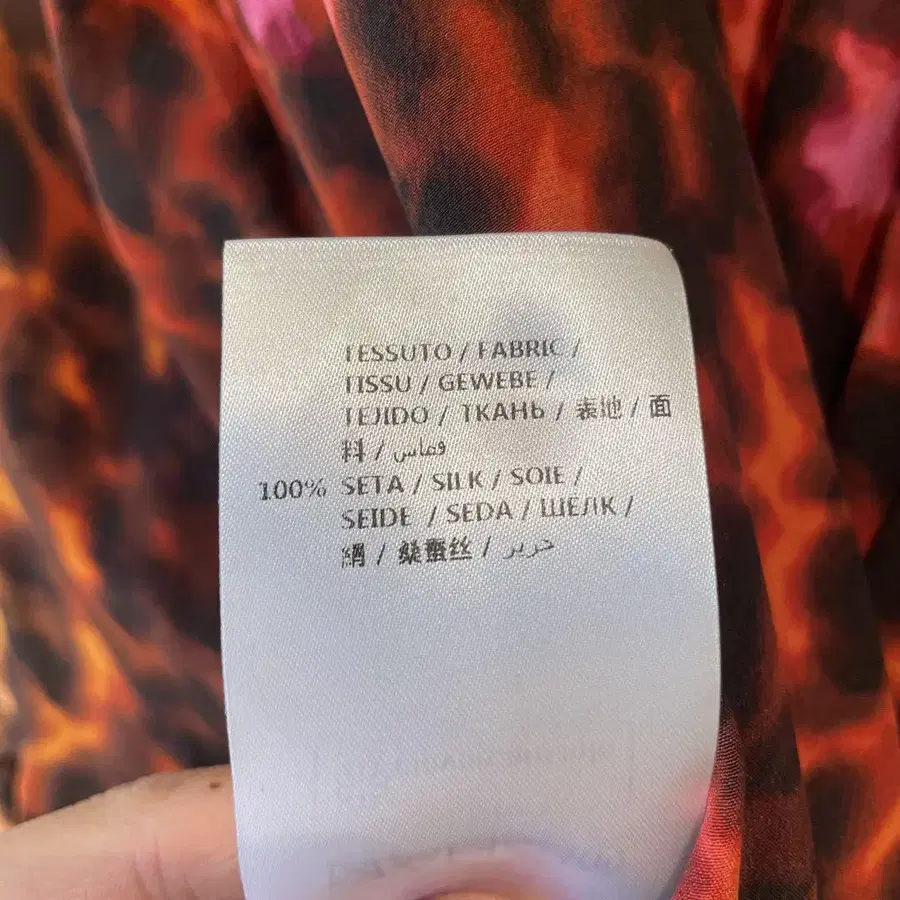 TESSUTO / FABRIC /
TISSU / GEWEBE /
TEJIDO / ТКАНЬ / 表地 / 面
料 / قماش
100% SETA / SILK / SOIE /
SEIDE / SEDA / ШЕЛК /
絹 / 桑蚕丝 / حرير